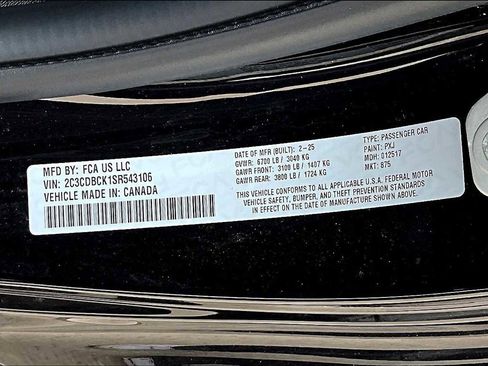 MFD BY: FCA US LLC
VIN: 2C3CDBCK1SR543106
VEHICLE MADE IN: CANADA
DATE OF MFR (BUILT): 2-25
GVWR: 6700 LB / 3040 KG
GAWR FRONT: 3100 LB / 1407 KG
GAWR REAR: 3800 LB / 1724 KG
TYPE: PASSENGER CAR
PAINT: PXJ
MDH: 012517
MKT: 875
THIS VEHICLE CONFORMS TO ALL APPLICABLE U.S.A. FEDERAL MOTOR
VEHICLE SAFETY, BUMPER, AND THEFT PREVENTION STANDARDS
IN EFFECT ON THE DATE OF MANUFACTURE SHOWN ABOVE.